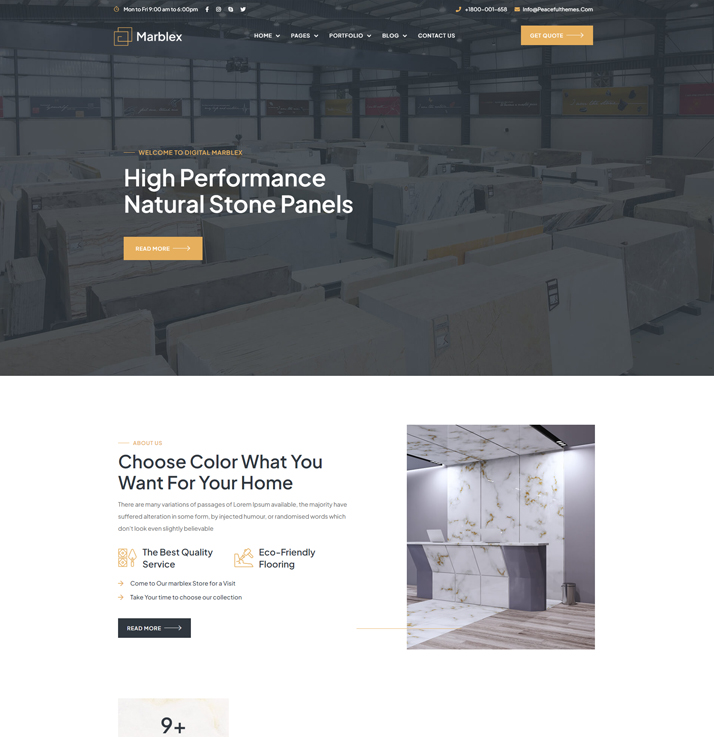 Mon to Fri 9:00 am to 6:00pm
+1800-001-658
Info@Peacefulthemes.Com
Marblex
HOME
PAGES
PORTFOLIO
BLOG
CONTACT US
GET QUOTE
WELCOME TO DIGITAL MARBLEX
High Performance
Natural Stone Panels
READ MORE
ABOUT US
Choose Color What You
Want For Your Home
There are many variations of passages of Lorem Ipsum available, the majority have
suffered alteration in some form, by injected humour, or randomised words which
don't look even slightly believable
The Best Quality
Service
Eco-Friendly
Flooring
Come to Our marblex Store for a Visit
Take Your time to choose our collection
READ MORE
9+